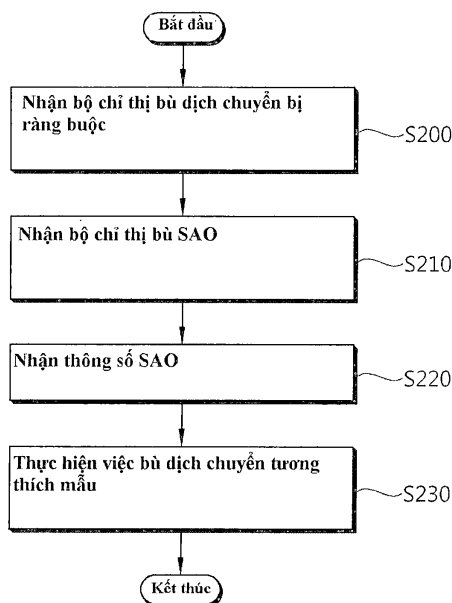 Bắt đầu
Nhận bộ chỉ thị bù dịch chuyển bị
ràng buộc
S200
Nhận bộ chỉ thị bù SAO
S210
Nhận thông số SAO
S220
Thực hiện việc bù dịch chuyển tương
thích mẫu
S230
Kết thúc